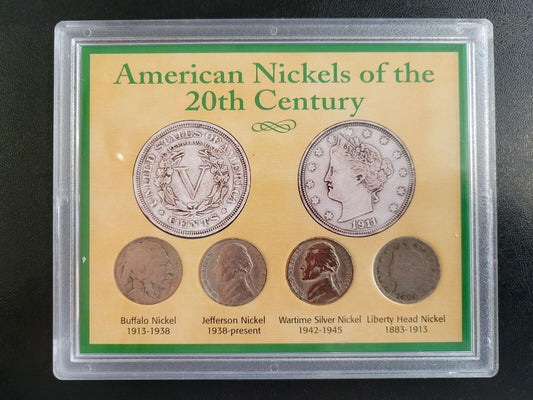 American Nickels of the
20th Century
UNITED STATES OF AMERICA
V
CENTS
1911
Buffalo Nickel
1913-1938
Jefferson Nickel
1938-present
Wartime Silver Nickel
1942-1945
Liberty Head Nickel
1883-1913